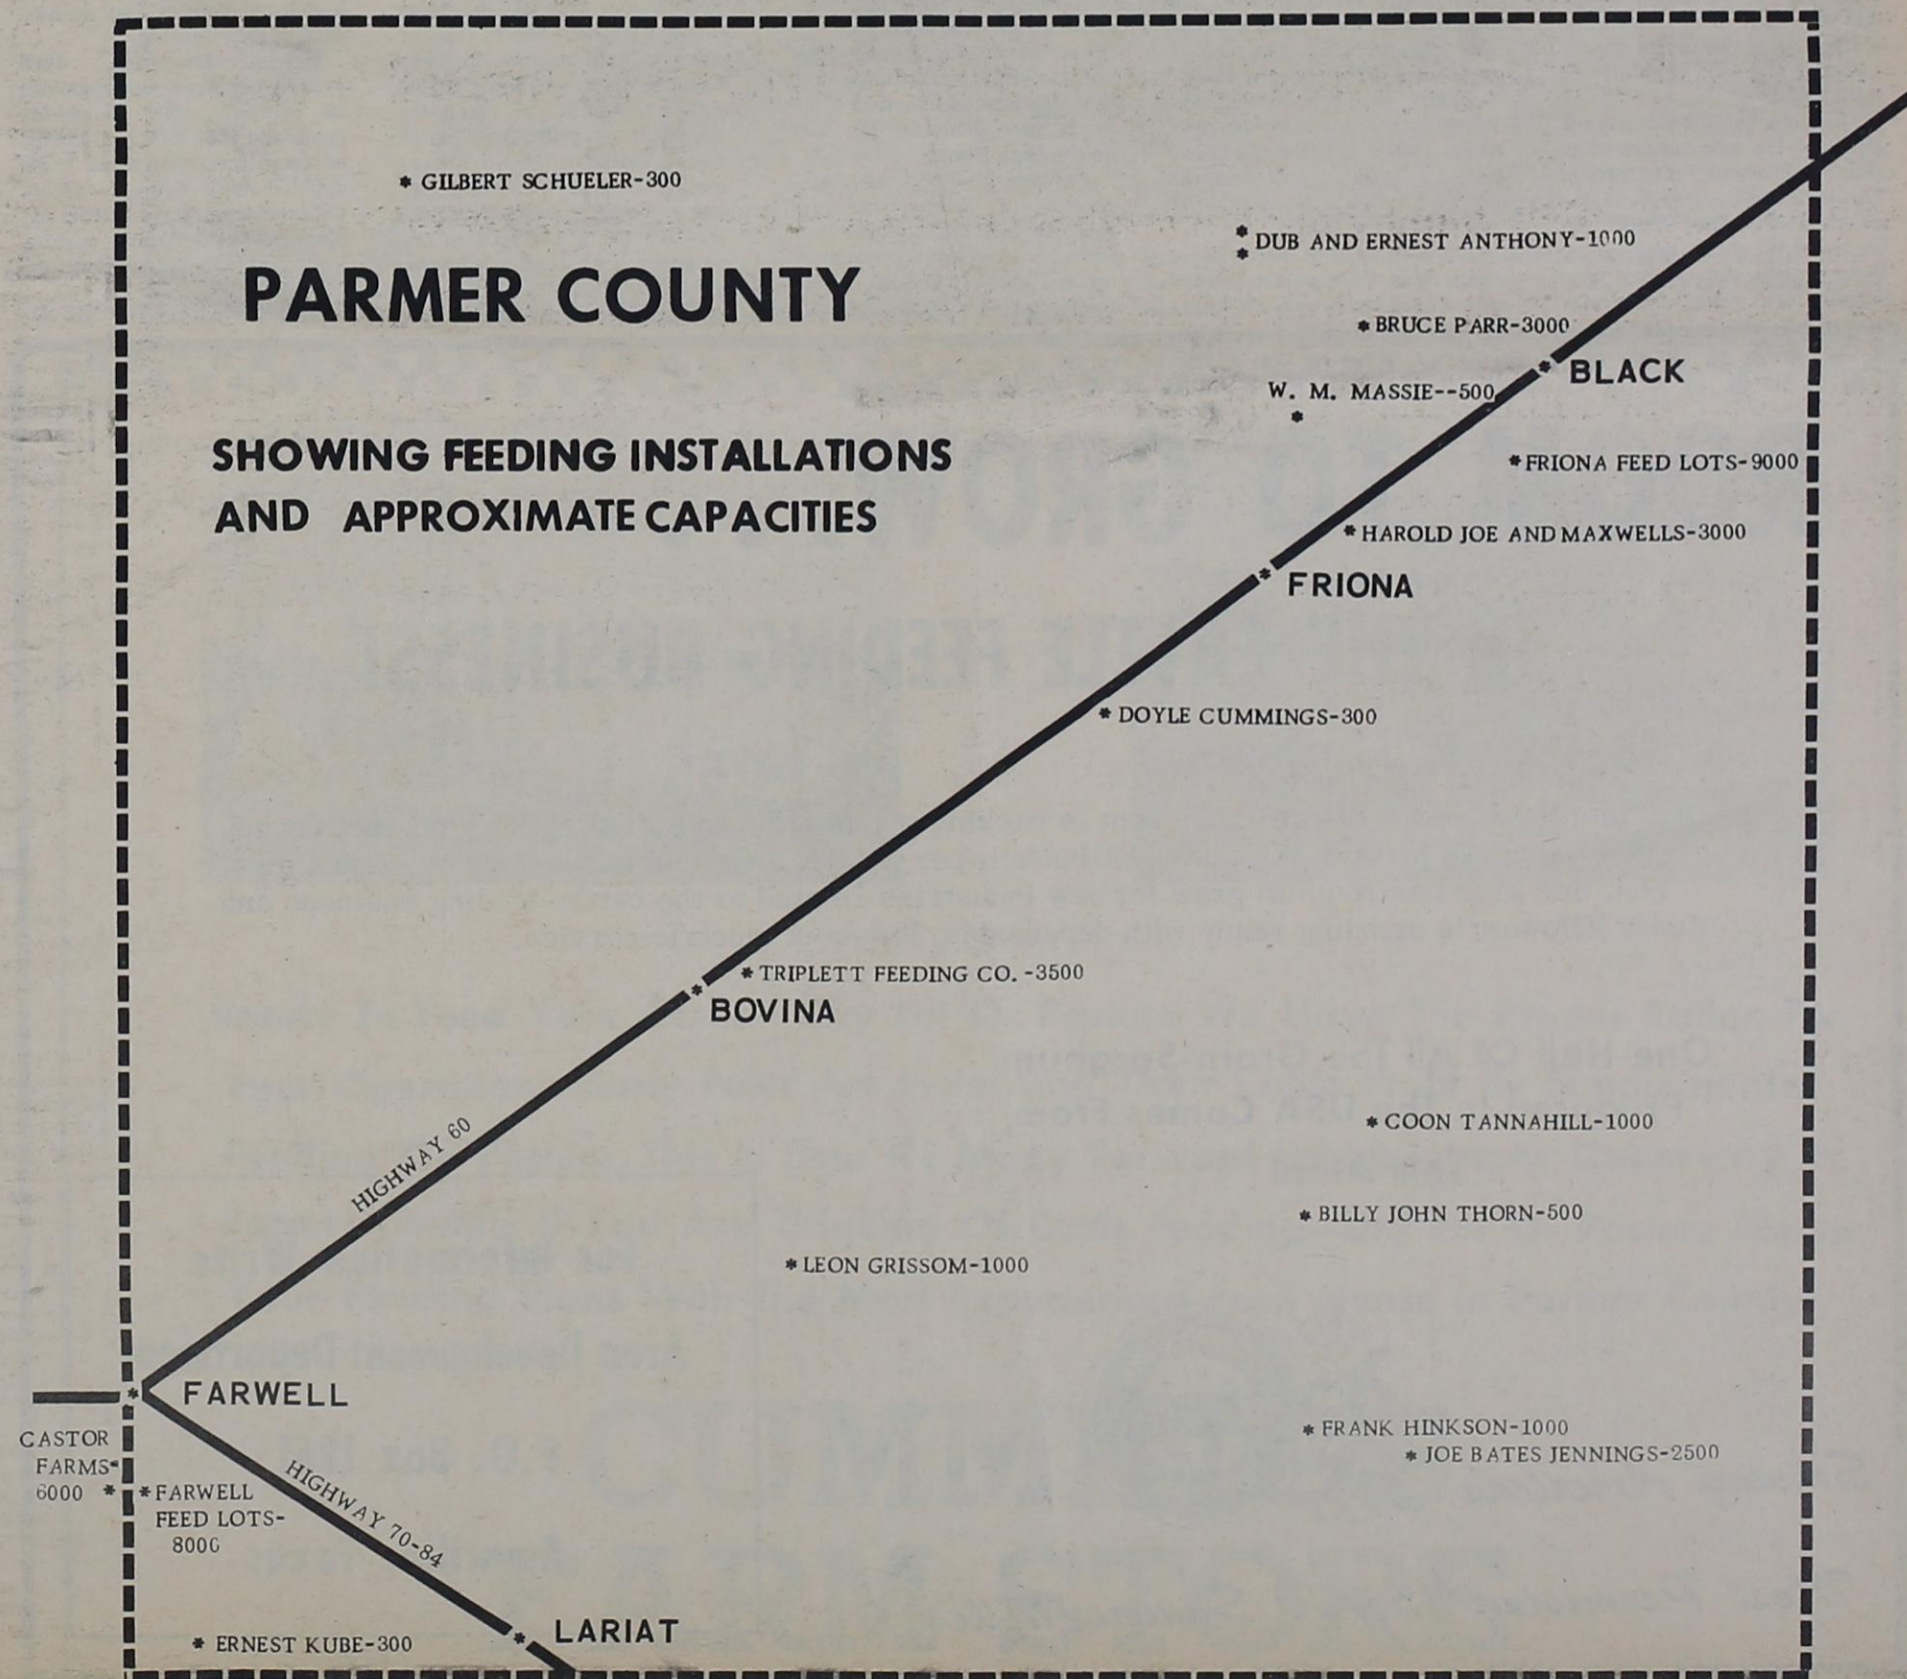 * GILBERT SCHUELER-300
PARMER COUNTY
* DUB AND ERNEST ANTHONY-1000
*
* BRUCE PARR-3000
BLACK
W. M. MASSIE--500
*
SHOWING FEEDING INSTALLATIONS
AND APPROXIMATE CAPACITIES
* FRIONA FEED LOTS-9000
* HAROLD JOE AND MAXWELLS-3000
FRIONA
* DOYLE CUMMINGS-300
* TRIPLETT FEEDING CO. -3500
BOVINA
HIGHWAY 60
* COON TANNAHILL-1000
* BILLY JOHN THORN-500
* LEON GRISSOM-1000
FARWELL
* FRANK HINKSON-1000
* JOE BATES JENNINGS-2500
CASTOR
FARMS-
6000 *
* FARWELL
FEED LOTS-
8000
HIGHWAY 70-84
LARIAT
* ERNEST KUBE-300